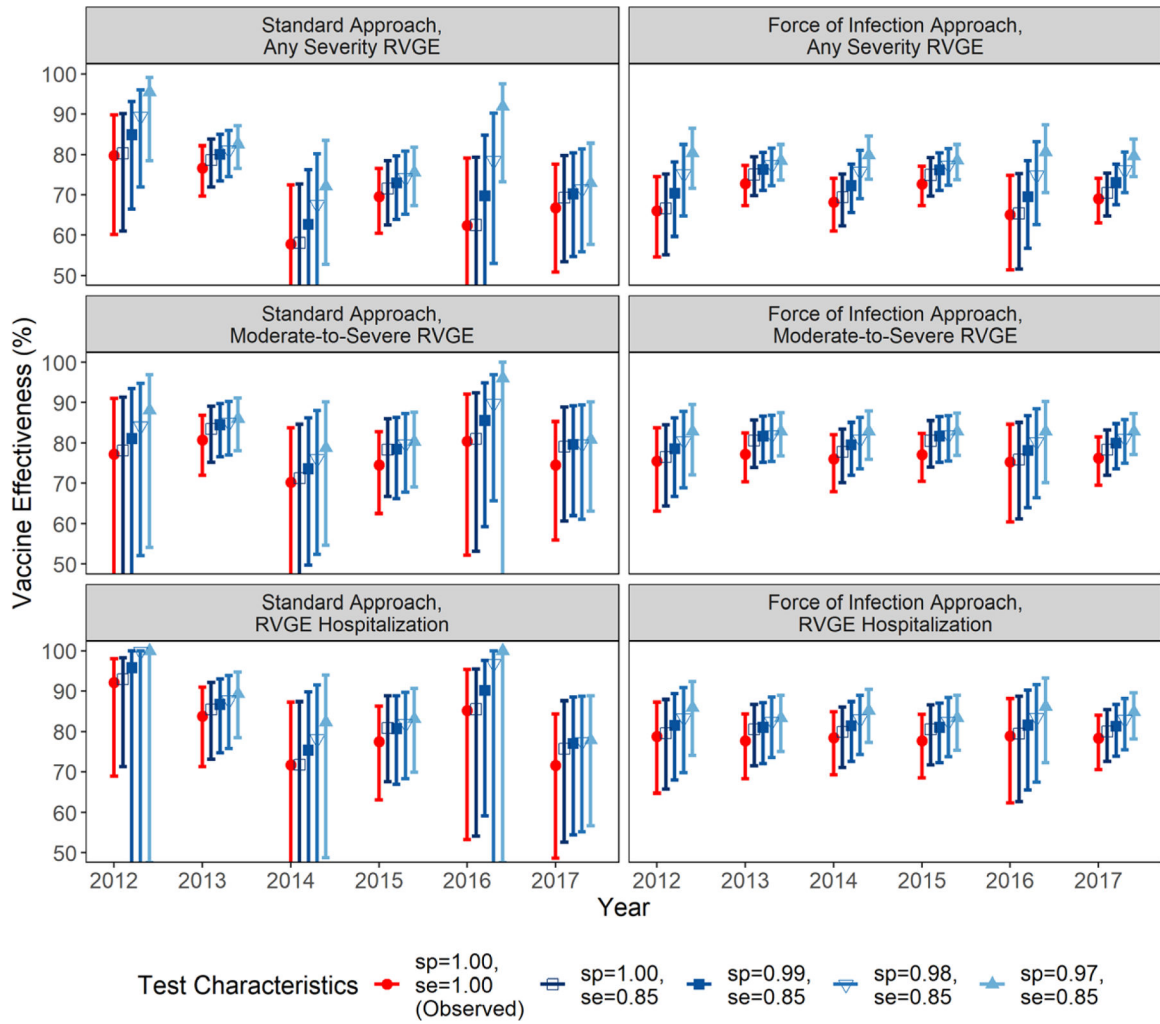 Standard Approach,
Any Severity RVGE
Force of Infection Approach,
Any Severity RVGE
100
90
80
70
60
50
Standard Approach,
Moderate-to-Severe RVGE
Force of Infection Approach,
Moderate-to-Severe RVGE
100
90
80
70
60
50
Vaccine Effectiveness (%)
Standard Approach,
RVGE Hospitalization
Force of Infection Approach,
RVGE Hospitalization
100
90
80
70
60
50
2012 2013 2014 2015 2016 2017
2012 2013 2014 2015 2016 2017
Year
Test Characteristics
sp=1.00,
se=1.00
(Observed)
sp=1.00,
se=0.85
sp=0.99,
se=0.85
sp=0.98,
se=0.85
sp=0.97,
se=0.85